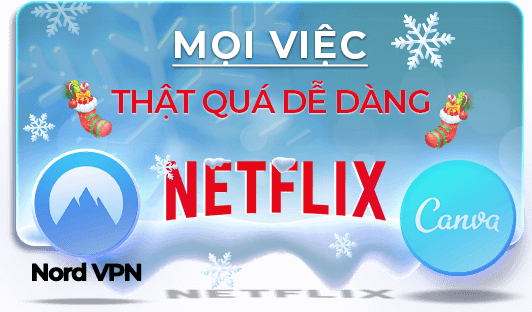 MỌI VIỆC
THẬT QUÁ DỄ DÀNG
NETFLIX
Canva
Nord VPN
NETFLIX